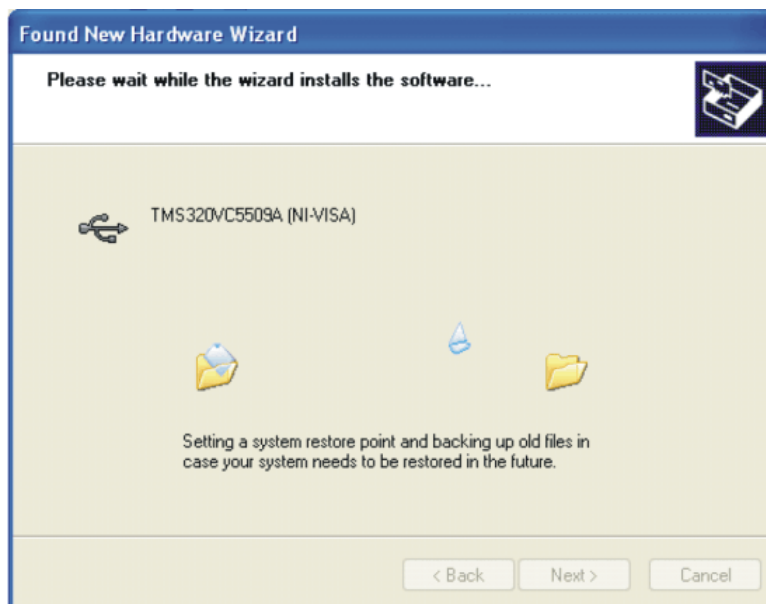 Found New Hardware Wizard
Please wait while the wizard installs the software...
TMS320VC5509A (NI-VISA)
Setting a system restore point and backing up old files in
case your system needs to be restored in the future.
< Back
Next >
Cancel